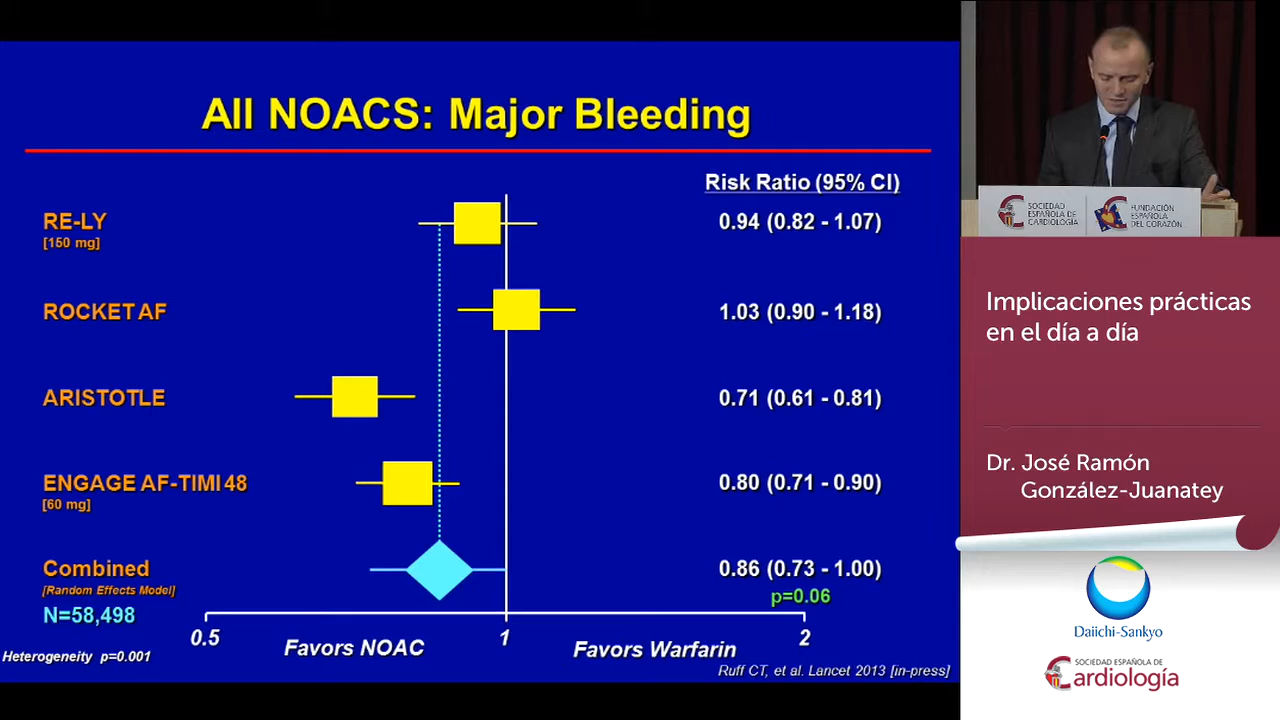 All NOACS: Major Bleeding
Risk Ratio (95% CI)
RE-LY 0.94 (0.82 - 1.07)
[150 mg]
ROCKET AF 1.03 (0.90 - 1.18)
ARISTOTLE 0.71 (0.61 - 0.81)
ENGAGE AF-TIMI 48 0.80 (0.71 - 0.90)
[60 mg]
Combined 0.86 (0.73 - 1.00)
[Random Effects Model] p=0.06
N=58,498
0.5 1 2
Favors NOAC Favors Warfarin
Heterogeneity p=0.001
Ruff CT, et al. Lancet 2013 [in-press]
SOCIEDAD
ESPAÑOLA DE
CARDIOLOGÍA
FUNDACIÓN
ESPAÑOLA
DEL CORAZÓN
Implicaciones prácticas
en el día a día
Dr. José Ramón
González-Juanatey
Daiichi-Sankyo
SOCIEDAD ESPAÑOLA DE
Cardiología